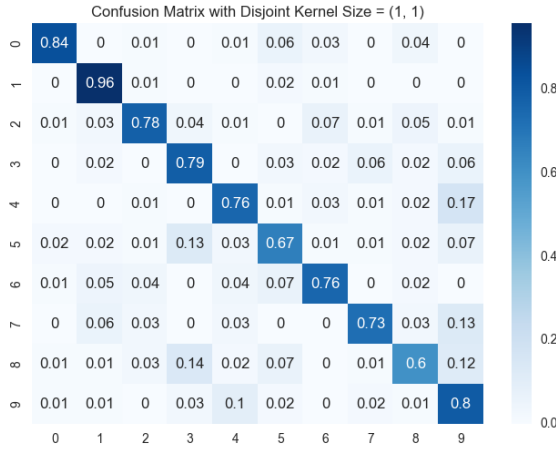 Confusion Matrix with Disjoint Kernel Size = (1, 1)
0 0.84 0 0.01 0 0.01 0.06 0.03 0 0.04 0
1 0 0.96 0.01 0 0 0.02 0.01 0 0 0
2 0.01 0.03 0.78 0.04 0.01 0 0.07 0.01 0.05 0.01
3 0 0.02 0 0.79 0 0.03 0.02 0.06 0.02 0.06
4 0 0 0.01 0 0.76 0.01 0.03 0.01 0.02 0.17
5 0.02 0.02 0.01 0.13 0.03 0.67 0.01 0.01 0.02 0.07
6 0.01 0.05 0.04 0 0.04 0.07 0.76 0 0.02 0
7 0 0.06 0.03 0 0.03 0 0 0.73 0.03 0.13
8 0.01 0.01 0.03 0.14 0.02 0.07 0 0.01 0.6 0.12
9 0.01 0.01 0 0.03 0.1 0.02 0 0.02 0.01 0.8
0 1 2 3 4 5 6 7 8 9
0.8
0.6
0.4
0.2
0.0